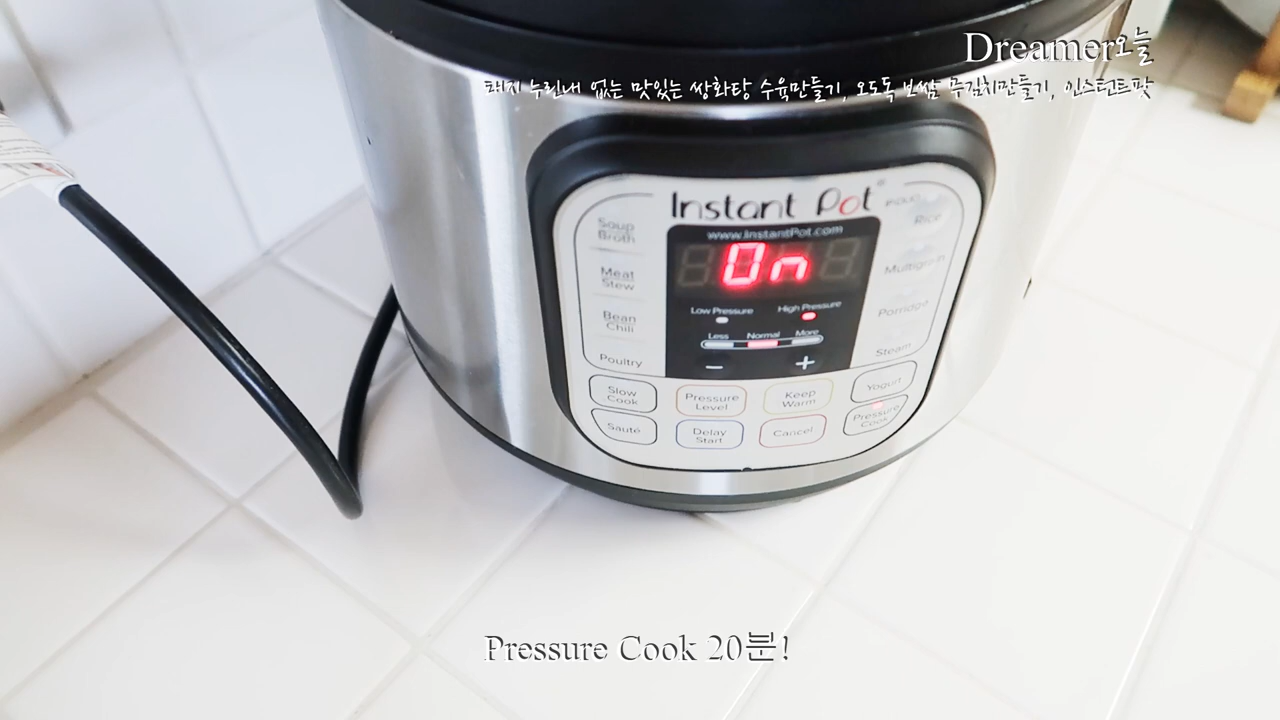 Dreamer오늘
돼지 누린내 없는 맛있는 쌍화탕 수육만들기, 오도독 보쌈 무김치만들기, 인스턴트팟
Instant Pot
www.InstantPot.com
On
Low Pressure
High Pressure
Less
Normal
More
Soup
Broth
Meat
Stew
Bean
Chili
Poultry
Rice
Multigrain
Porridge
Steam
Slow
Cook
Pressure
Level
Keep
Warm
Yogurt
Sauté
Delay
Start
Cancel
Pressure
Cook
Pressure Cook 20분!